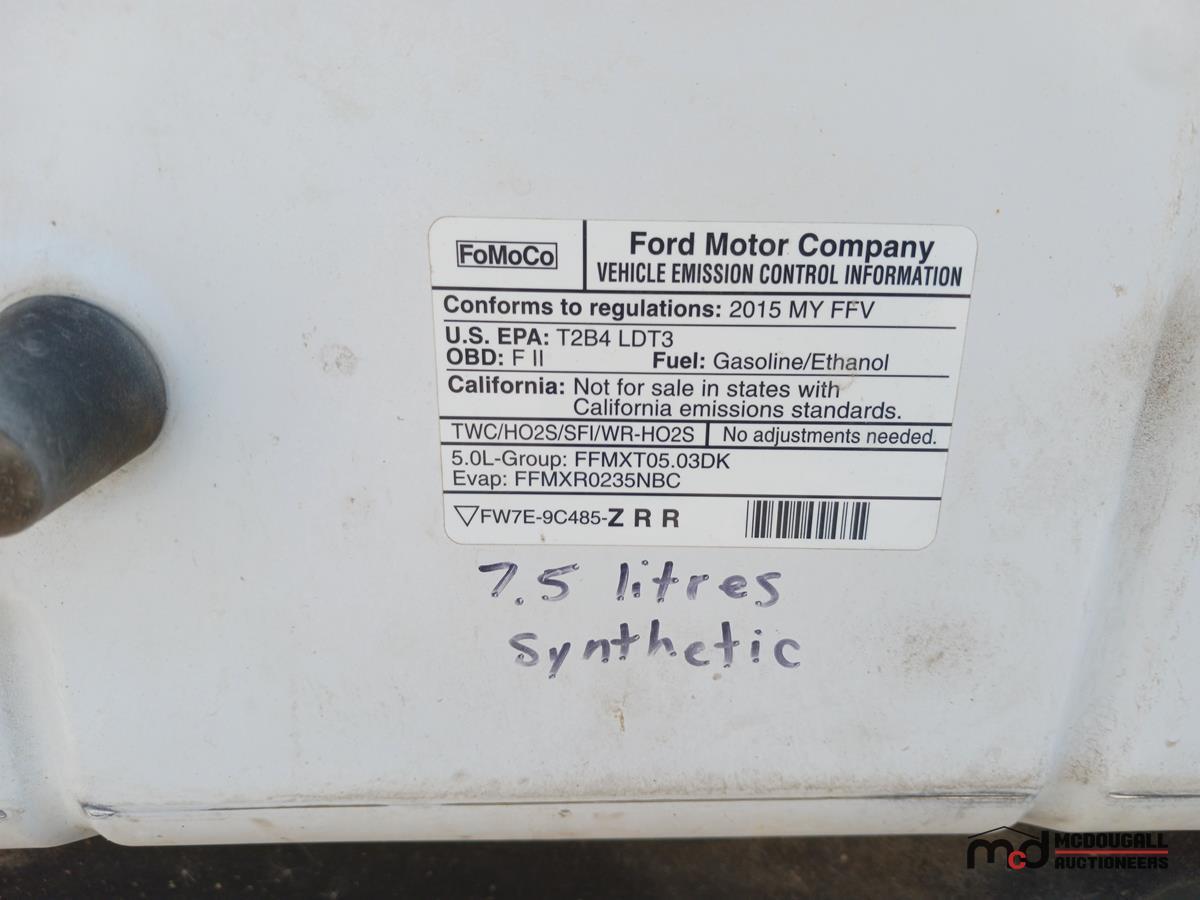 FoMoCo
Ford Motor Company
VEHICLE EMISSION CONTROL INFORMATION
Conforms to regulations: 2015 MY FFV
U.S. EPA: T2B4 LDT3
OBD: F II Fuel: Gasoline/Ethanol
California: Not for sale in states with
California emissions standards.
TWC/HO2S/SFI/WR-HO2S No adjustments needed.
5.0L-Group: FFMXT05.03DK
Evap: FFMXR0235NBC
FW7E-9C485-Z R R
7.5 litres
synthetic
mcd MCDOUGALL
AUCTIONEERS